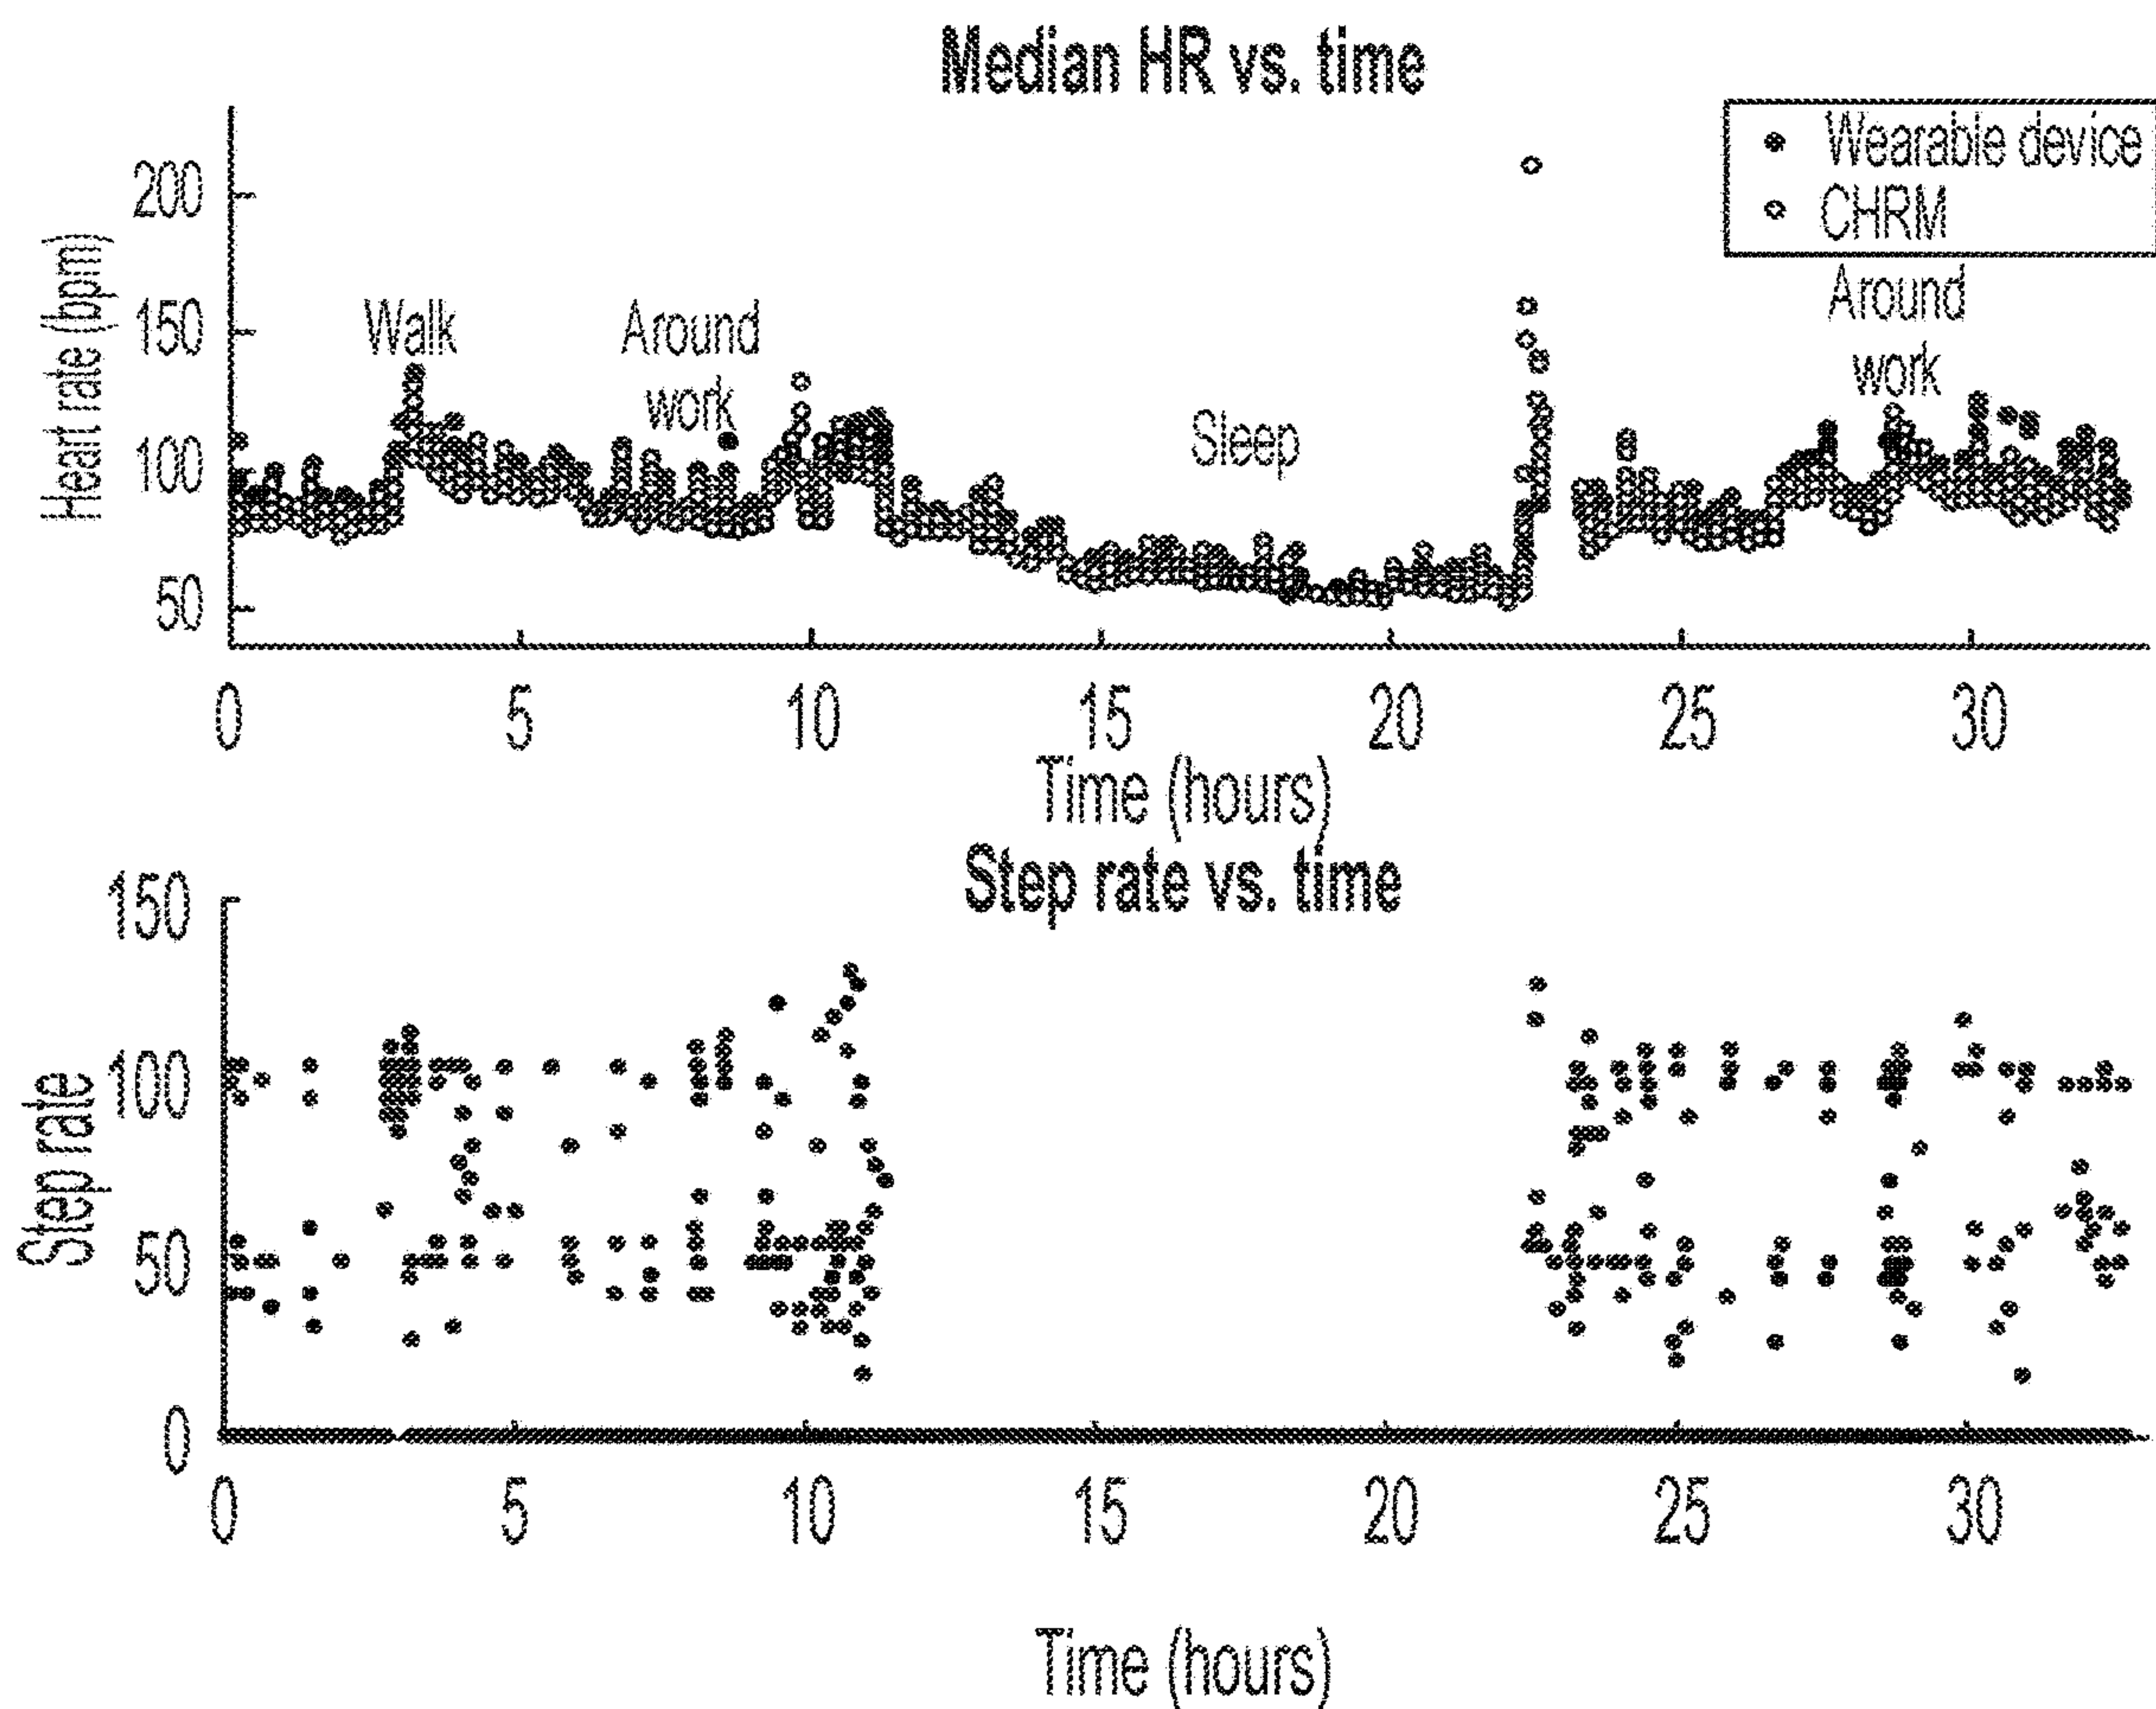 Median HR vs. time
Wearable device
CHRM
Heart rate (bpm)
200
150
100
50
Walk
Around
work
Sleep
Around
work
0 5 10 15 20 25 30
Time (hours)
Step rate vs. time
Step rate
150
100
50
0
0 5 10 15 20 25 30
Time (hours)